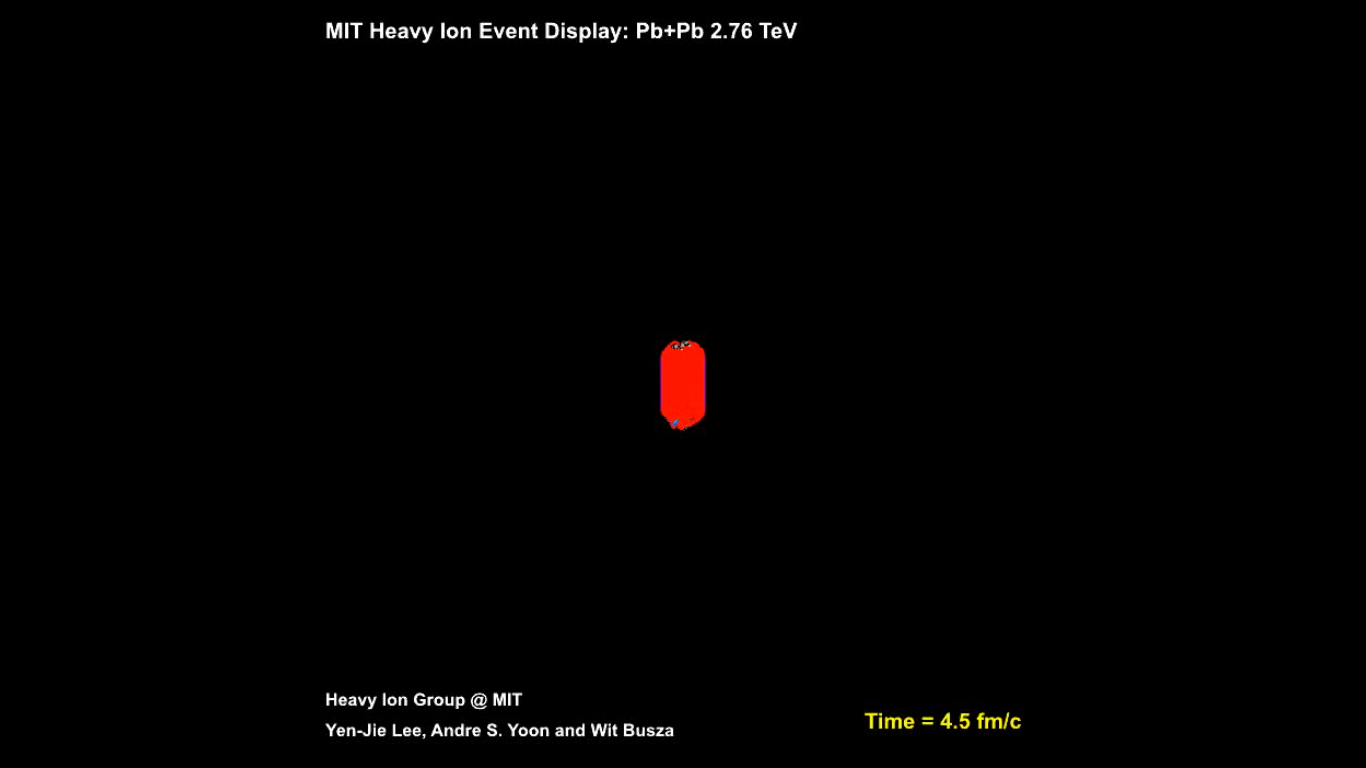 MIT Heavy Ion Event Display: Pb+Pb 2.76 TeV
Heavy Ion Group @ MIT
Yen-Jie Lee, Andre S. Yoon and Wit Busza
Time = 4.5 fm/c